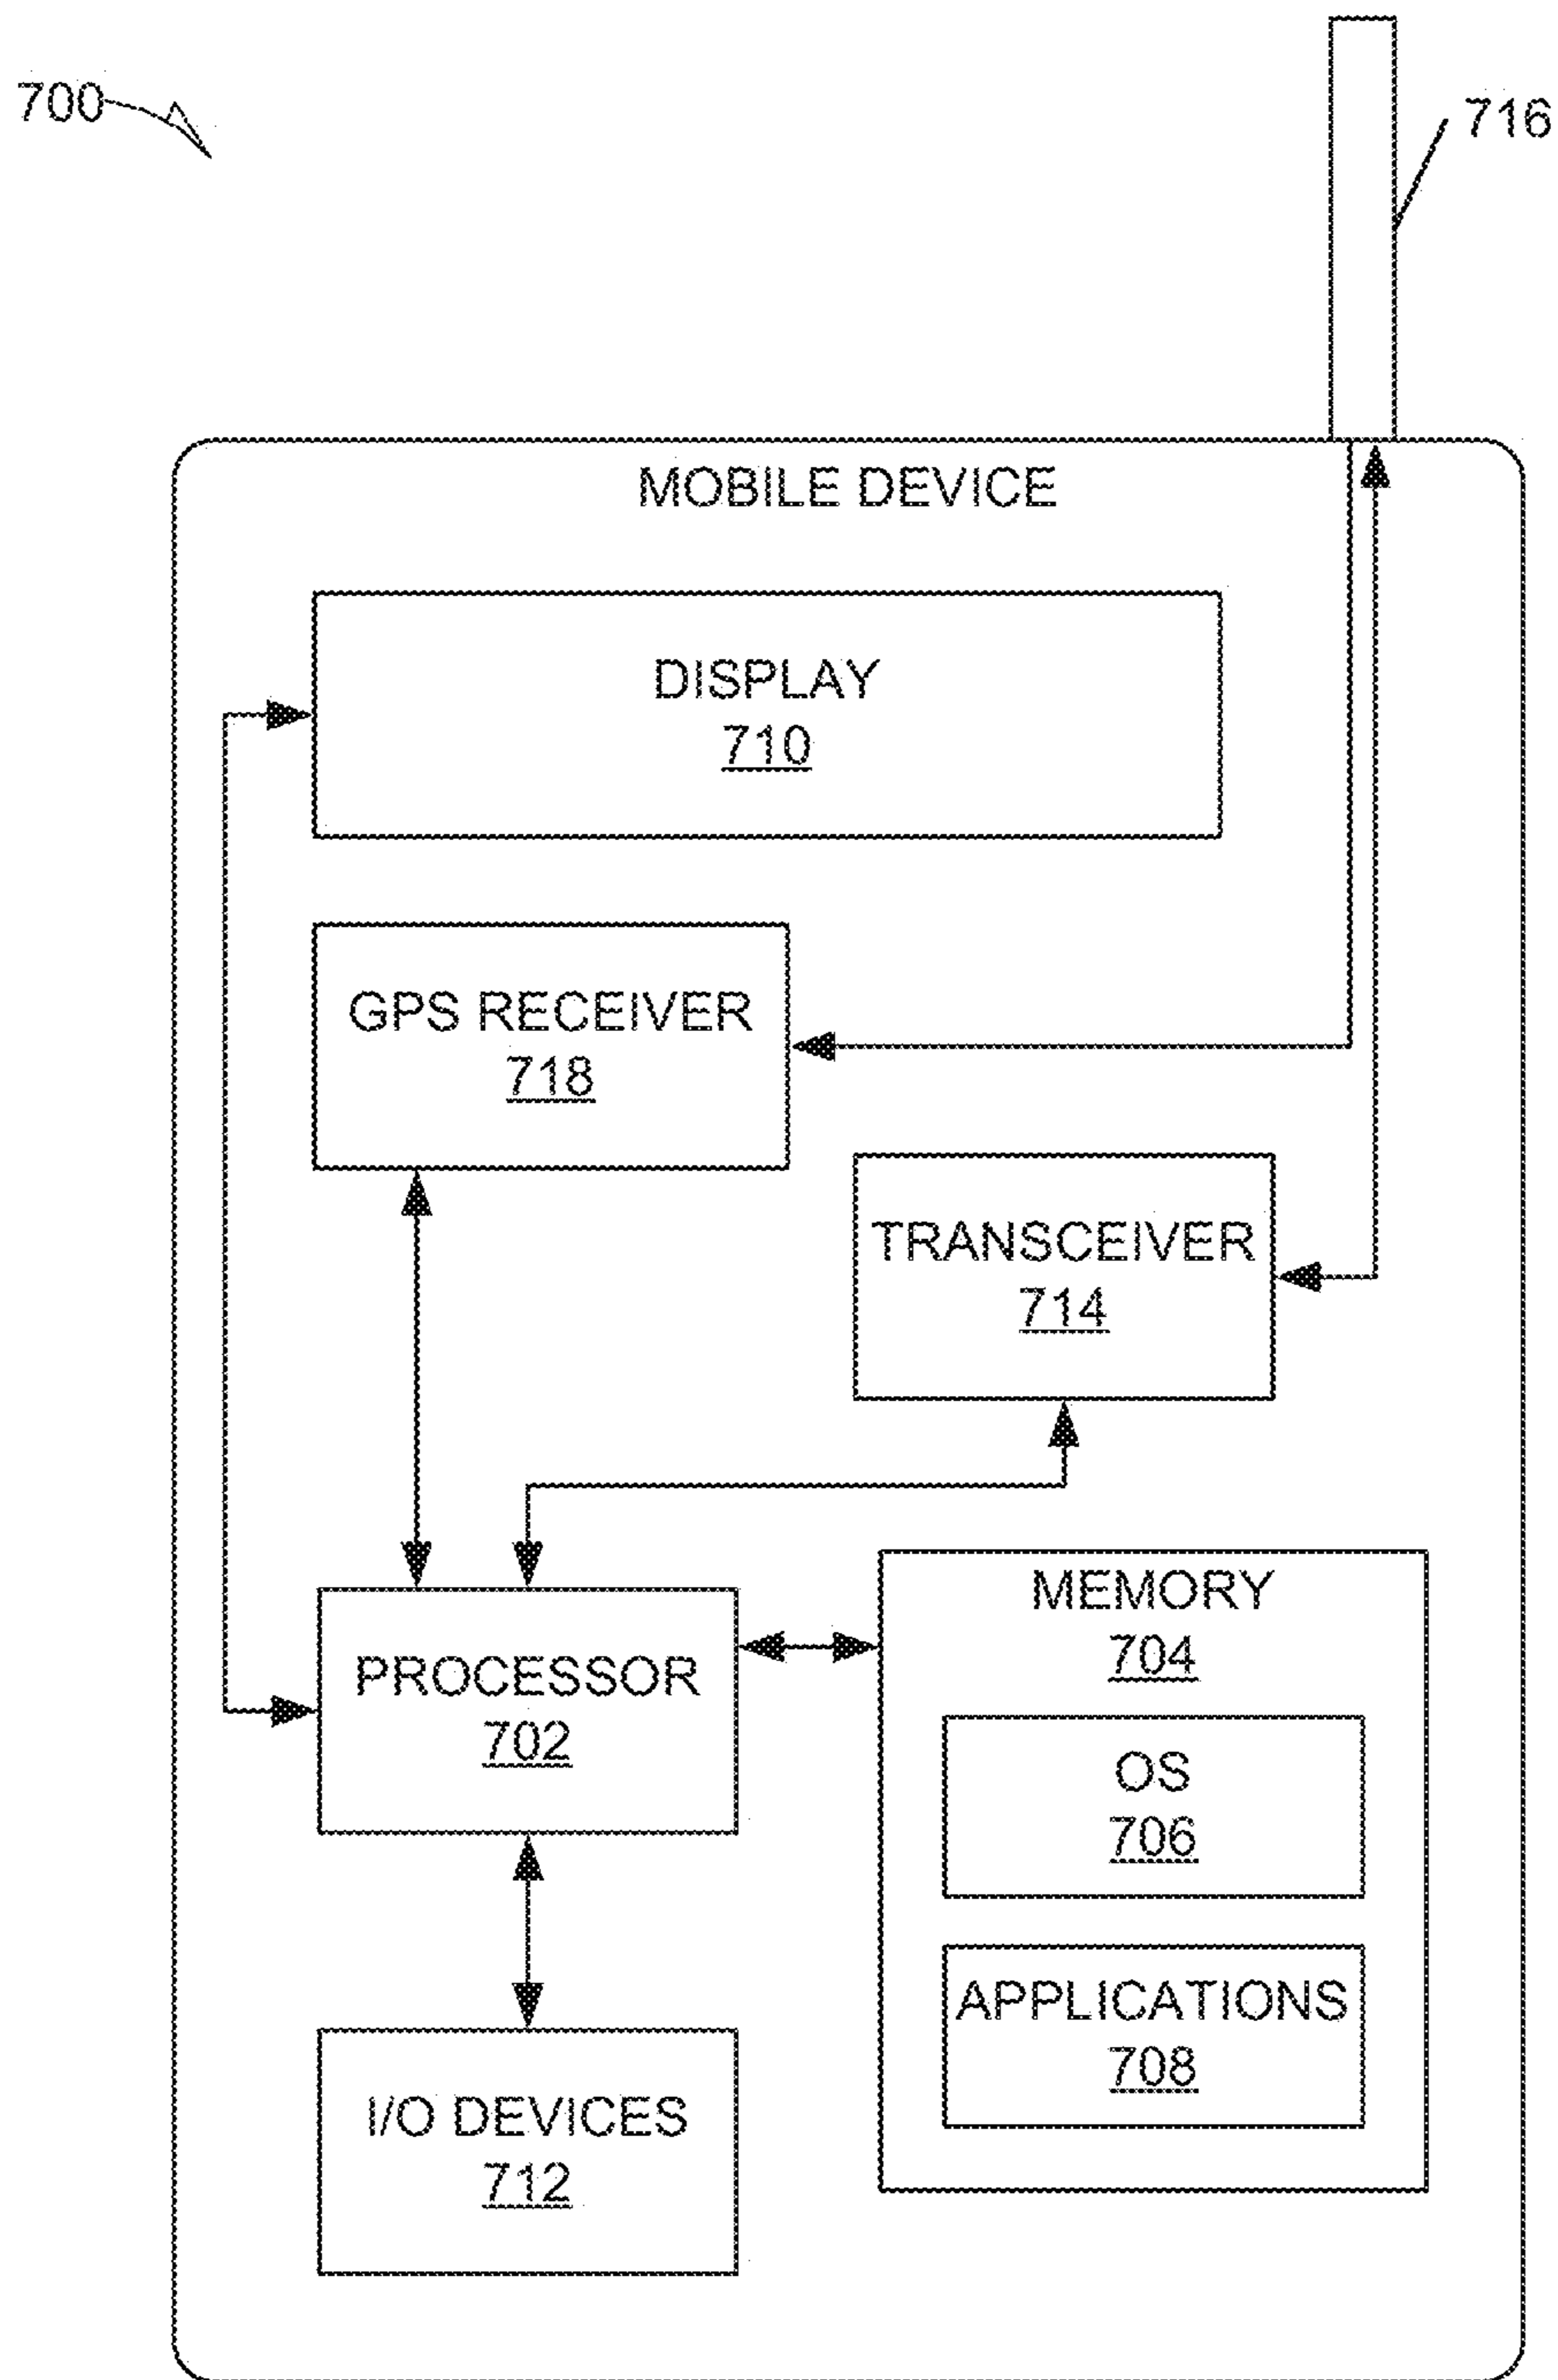 700
716
MOBILE DEVICE
DISPLAY
710
GPS RECEIVER
718
TRANSCEIVER
714
PROCESSOR
702
MEMORY
704
OS
706
APPLICATIONS
708
I/O DEVICES
712